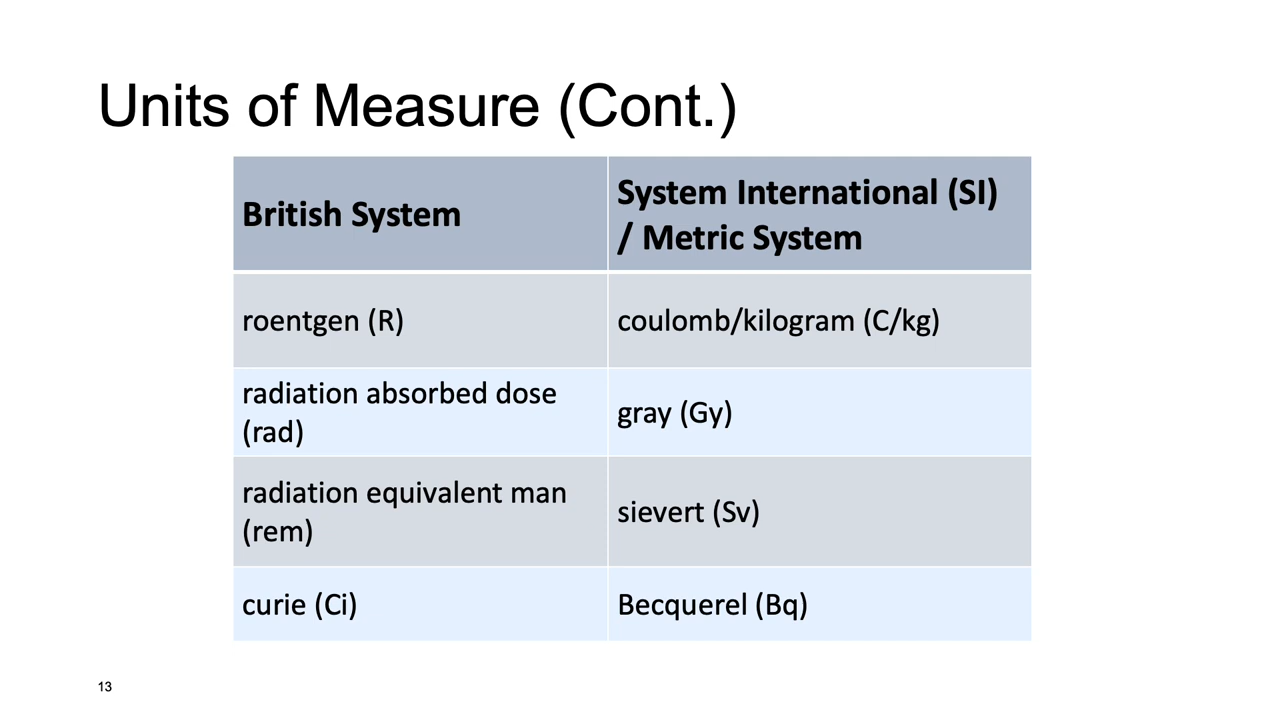 Units of Measure (Cont.)
British System
System International (SI)
/ Metric System
roentgen (R)
coulomb/kilogram (C/kg)
radiation absorbed dose
(rad)
gray (Gy)
radiation equivalent man
(rem)
sievert (Sv)
curie (Ci)
Becquerel (Bq)
13